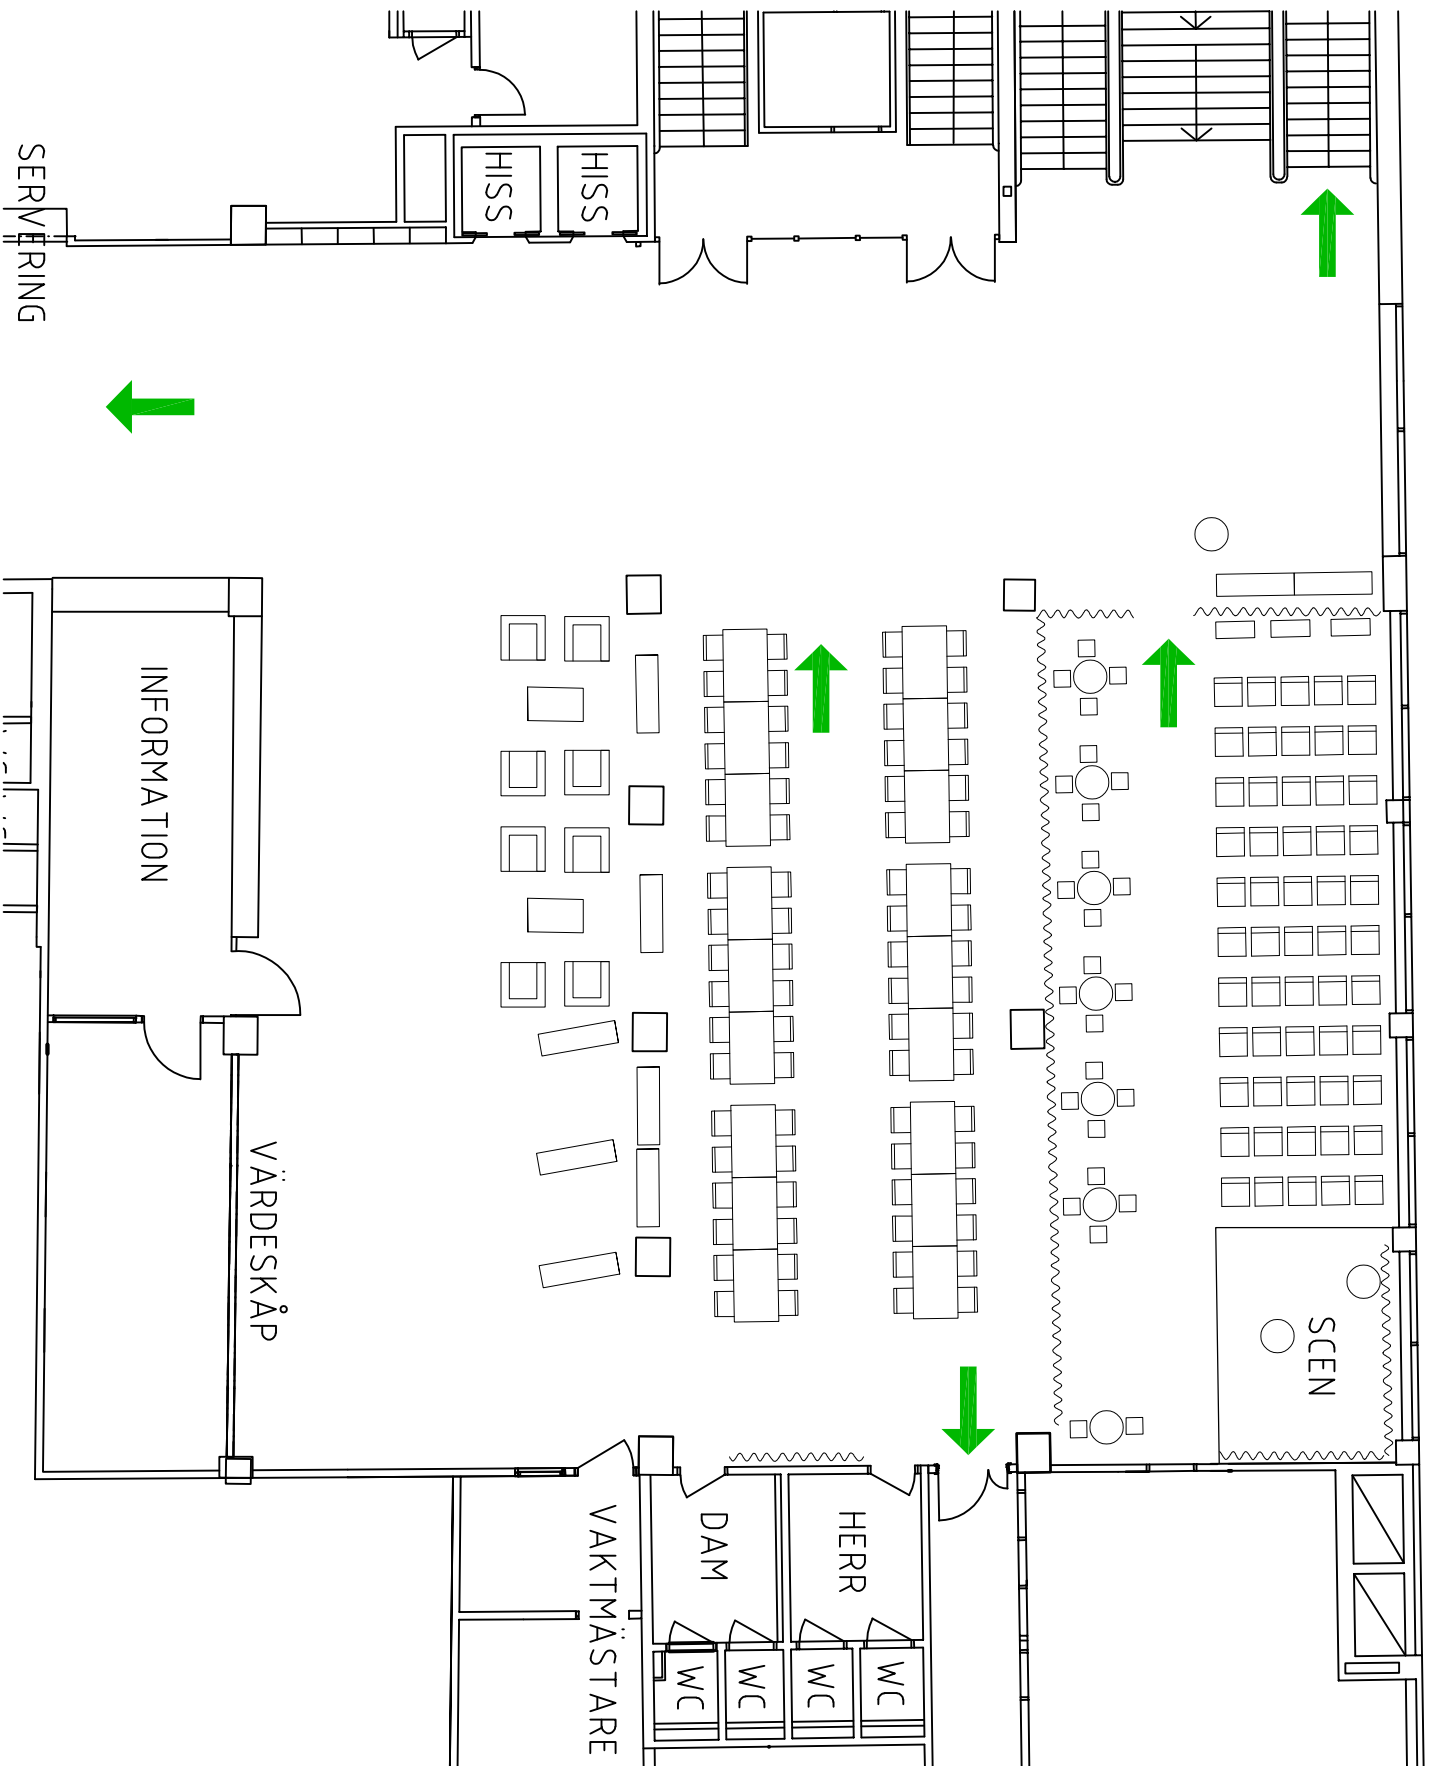 SERVERING
HISS
HISS
INFORMATION
VÄRDESKÅP
SCEN
VAKTMÄSTARE
DAM
HERR
WC
WC
WC
WC